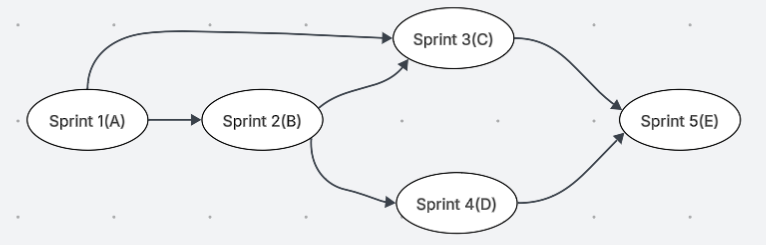 Sprint 1(A)
Sprint 2(B)
Sprint 3(C)
Sprint 4(D)
Sprint 5(E)